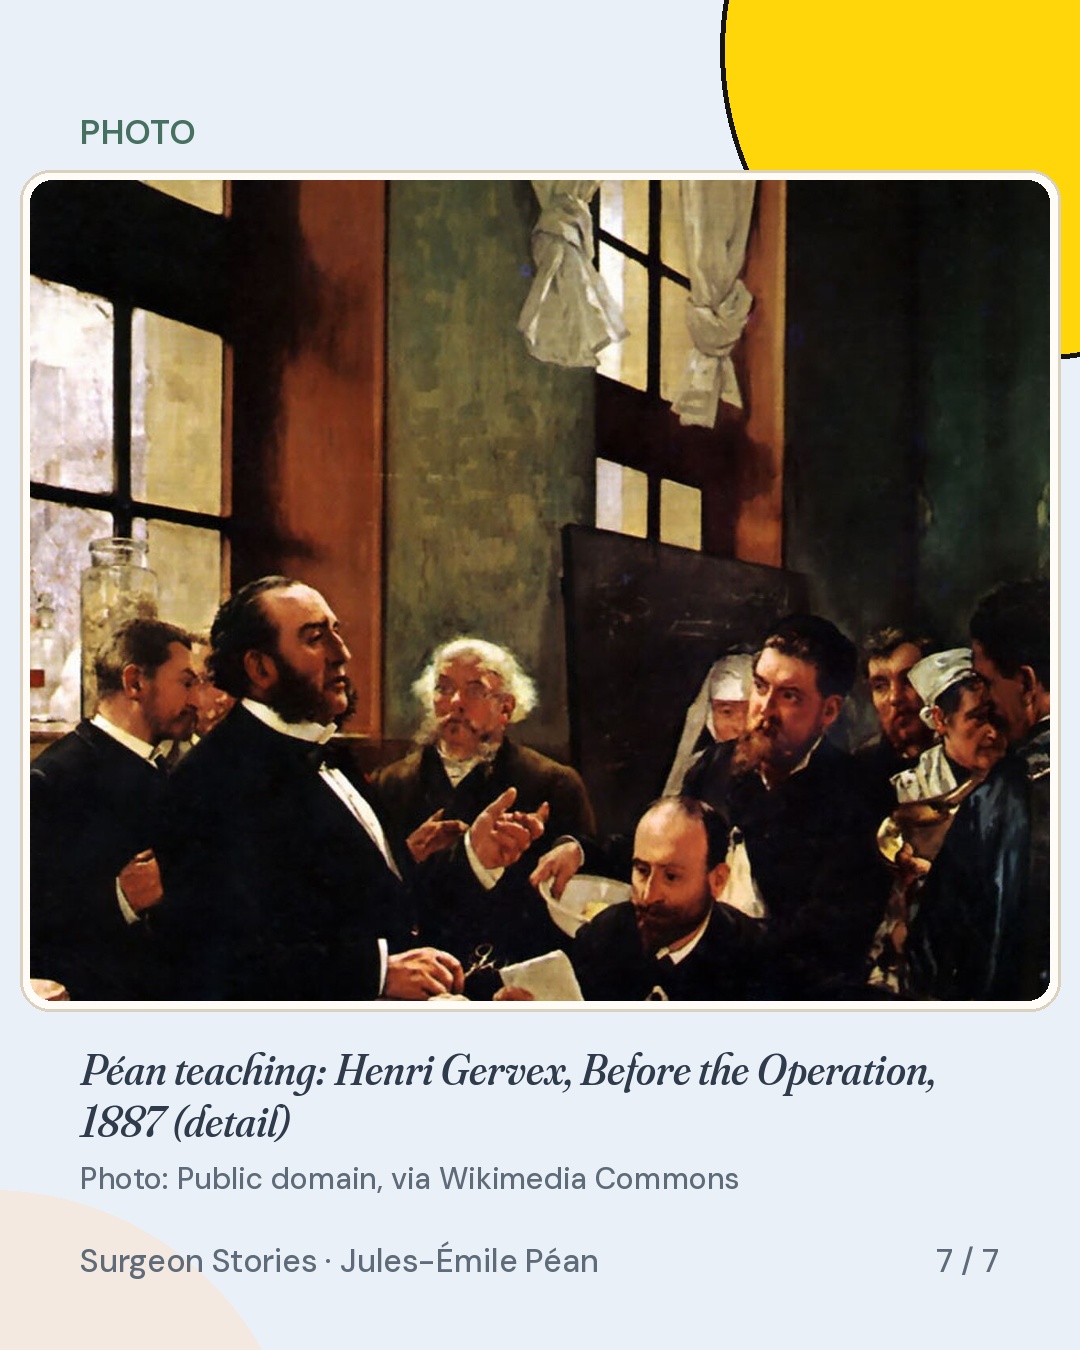 PHOTO
Péan teaching: Henri Gervex, Before the Operation,
1887 (detail)
Photo: Public domain, via Wikimedia Commons
Surgeon Stories · Jules-Émile Péan
7 / 7